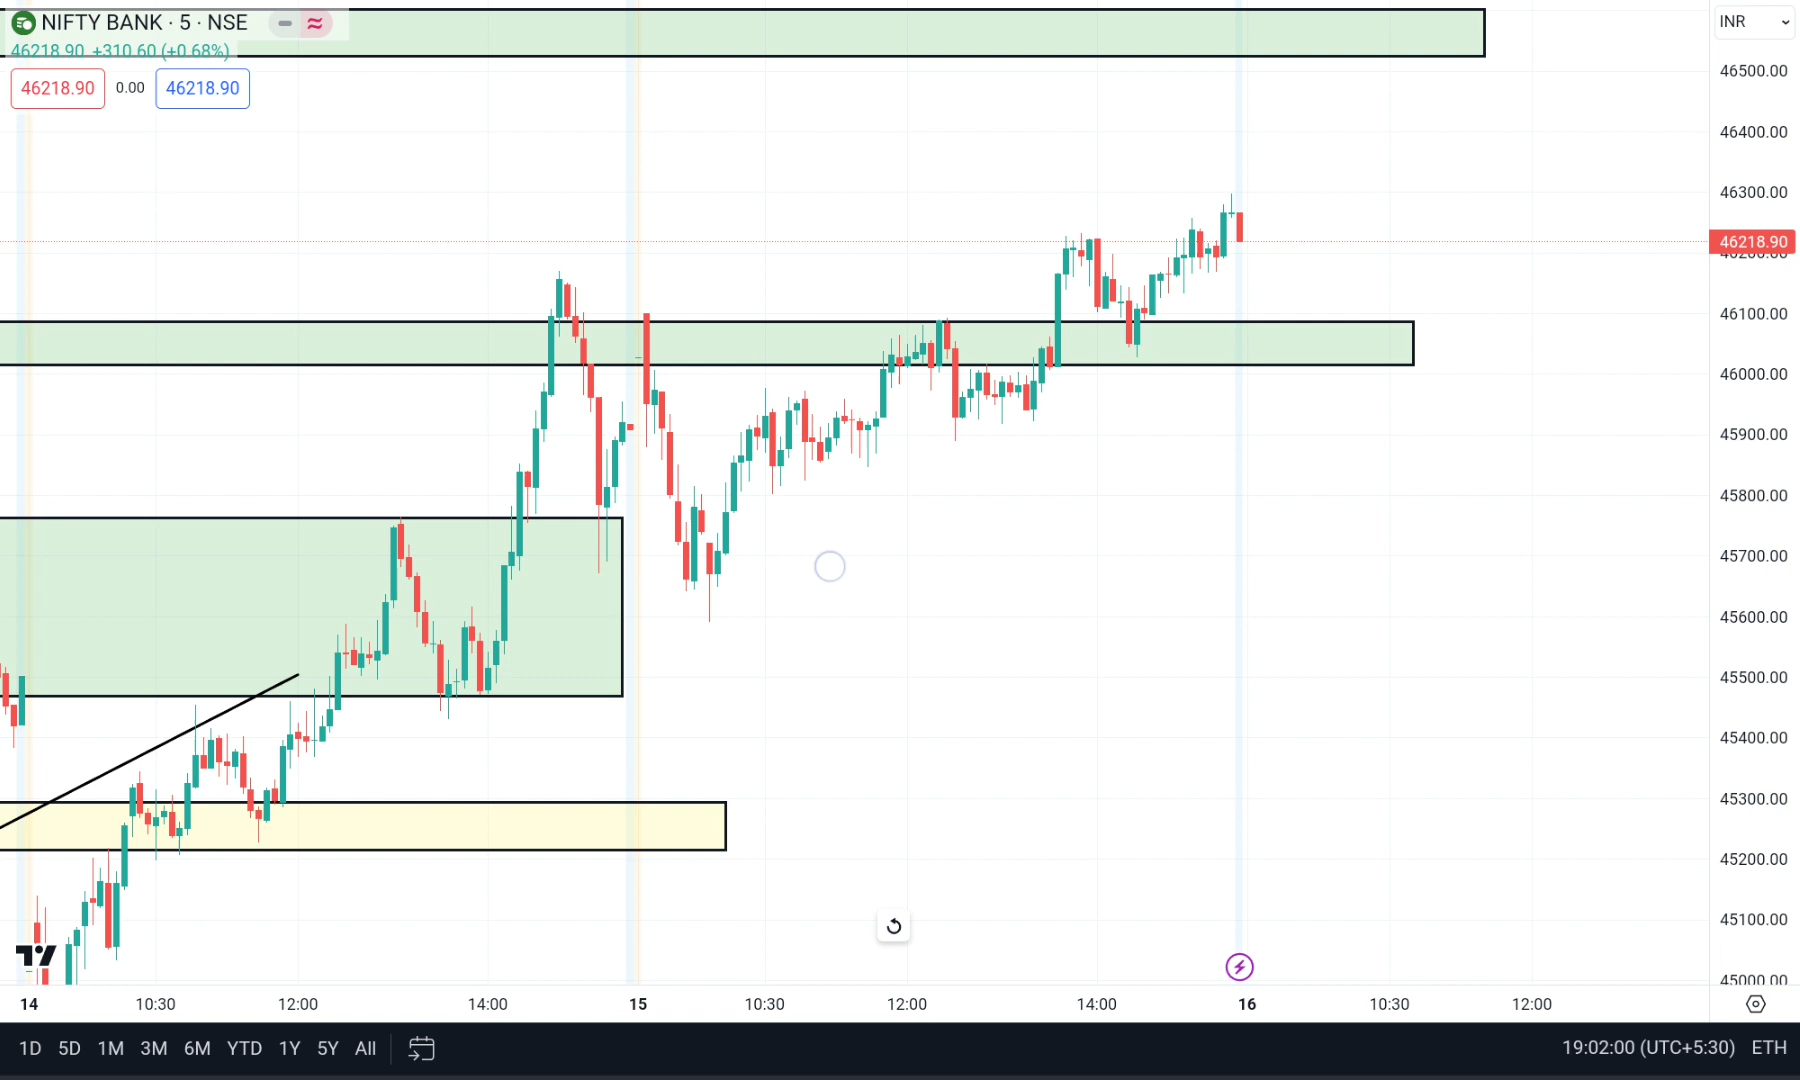 NIFTY BANK · 5 · NSE
46218.90 +310.60 (+0.68%)
46218.90 0.00 46218.90
INR
46500.00
46400.00
46300.00
46218.90
46200.00
46100.00
46000.00
45900.00
45800.00
45700.00
45600.00
45500.00
45400.00
45300.00
45200.00
45100.00
45000.00
14 10:30 12:00 14:00 15 10:30 12:00 14:00 16 10:30 12:00
1D 5D 1M 3M 6M YTD 1Y 5Y All 19:02:00 (UTC+5:30) ETH